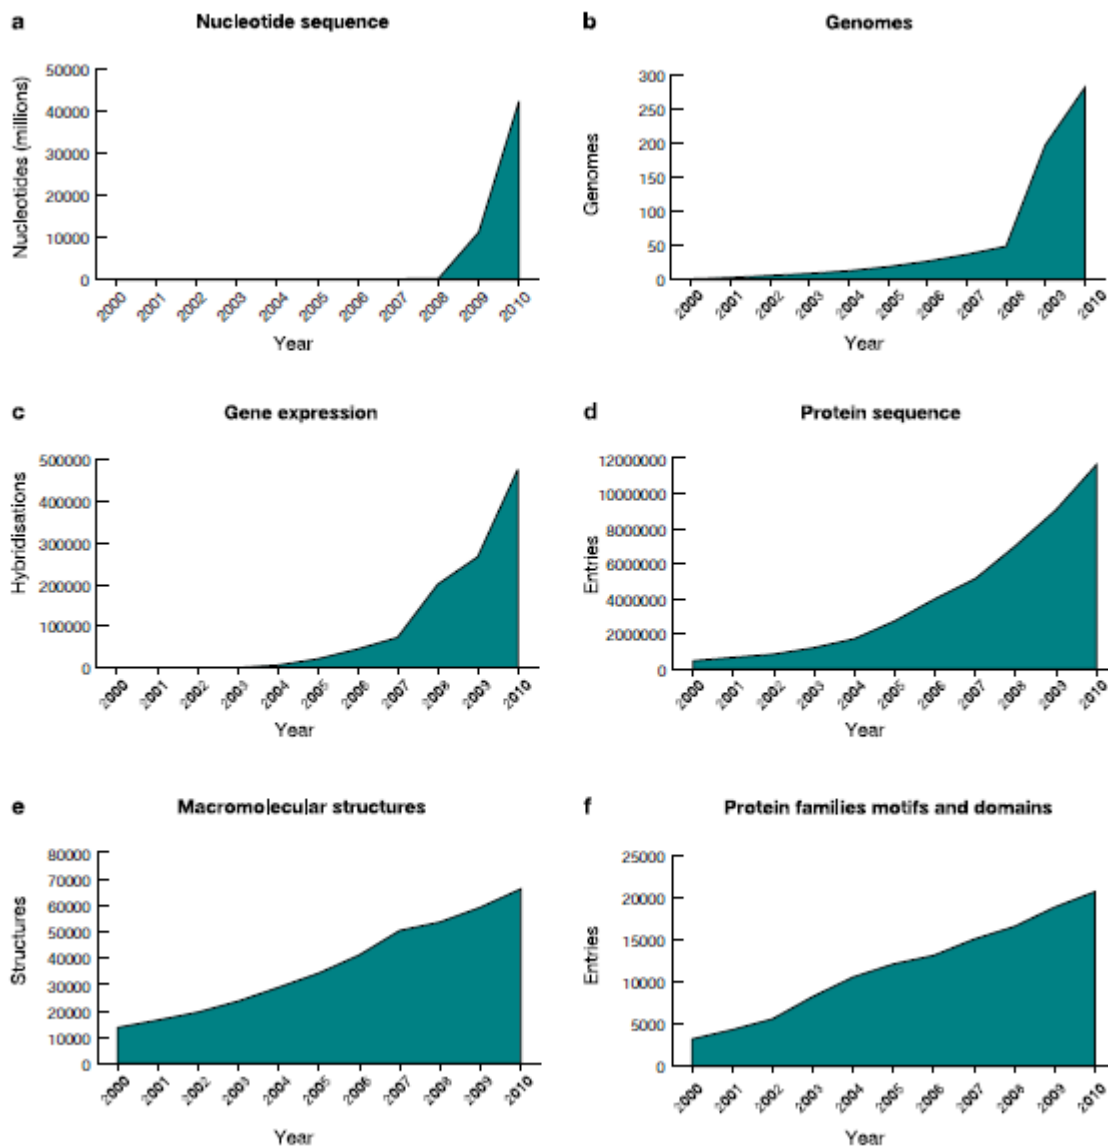 a Nucleotide sequence
Nucleotides (millions)
50000
40000
30000
20000
10000
0
2000 2001 2002 2003 2004 2005 2006 2007 2008 2009 2010
Year
b Genomes
Genomes
300
250
200
150
100
50
0
2000 2001 2002 2003 2004 2005 2006 2007 2008 2009 2010
Year
c Gene expression
Hybridisations
500000
400000
300000
200000
100000
0
2000 2001 2002 2003 2004 2005 2006 2007 2008 2009 2010
Year
d Protein sequence
Entries
12000000
10000000
8000000
6000000
4000000
2000000
0
2000 2001 2002 2003 2004 2005 2006 2007 2008 2009 2010
Year
e Macromolecular structures
Structures
80000
70000
60000
50000
40000
30000
20000
10000
0
2000 2001 2002 2003 2004 2005 2006 2007 2008 2009 2010
Year
f Protein families motifs and domains
Entries
25000
20000
15000
10000
5000
0
2000 2001 2002 2003 2004 2005 2006 2007 2008 2009 2010
Year